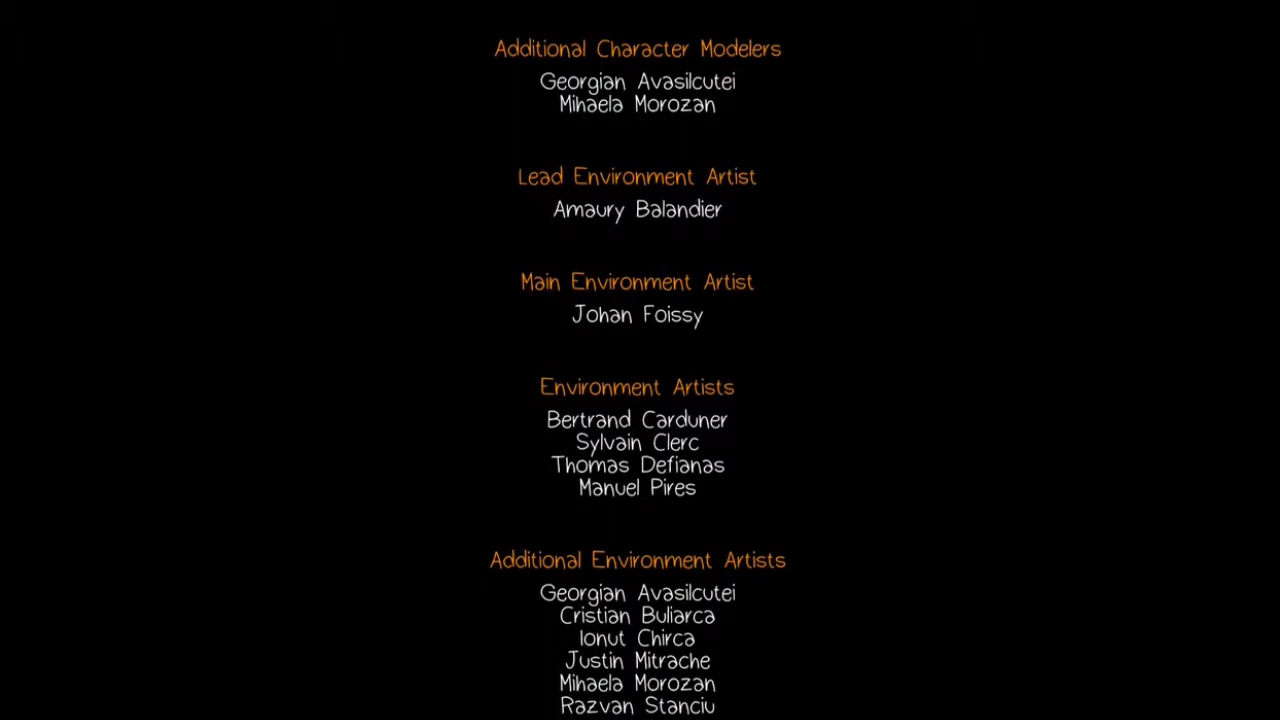 Additional Character Modelers
Georgian Avasilcutei
Mihaela Morozan
Lead Environment Artist
Amaury Balandier
Main Environment Artist
Johan Foissy
Environment Artists
Bertrand Carduner
Sylvain Clerc
Thomas Defianas
Manuel Pires
Additional Environment Artists
Georgian Avasilcutei
Cristian Buliarca
Ionut Chirca
Justin Mitrache
Mihaela Morozan
Razvan Stanciu